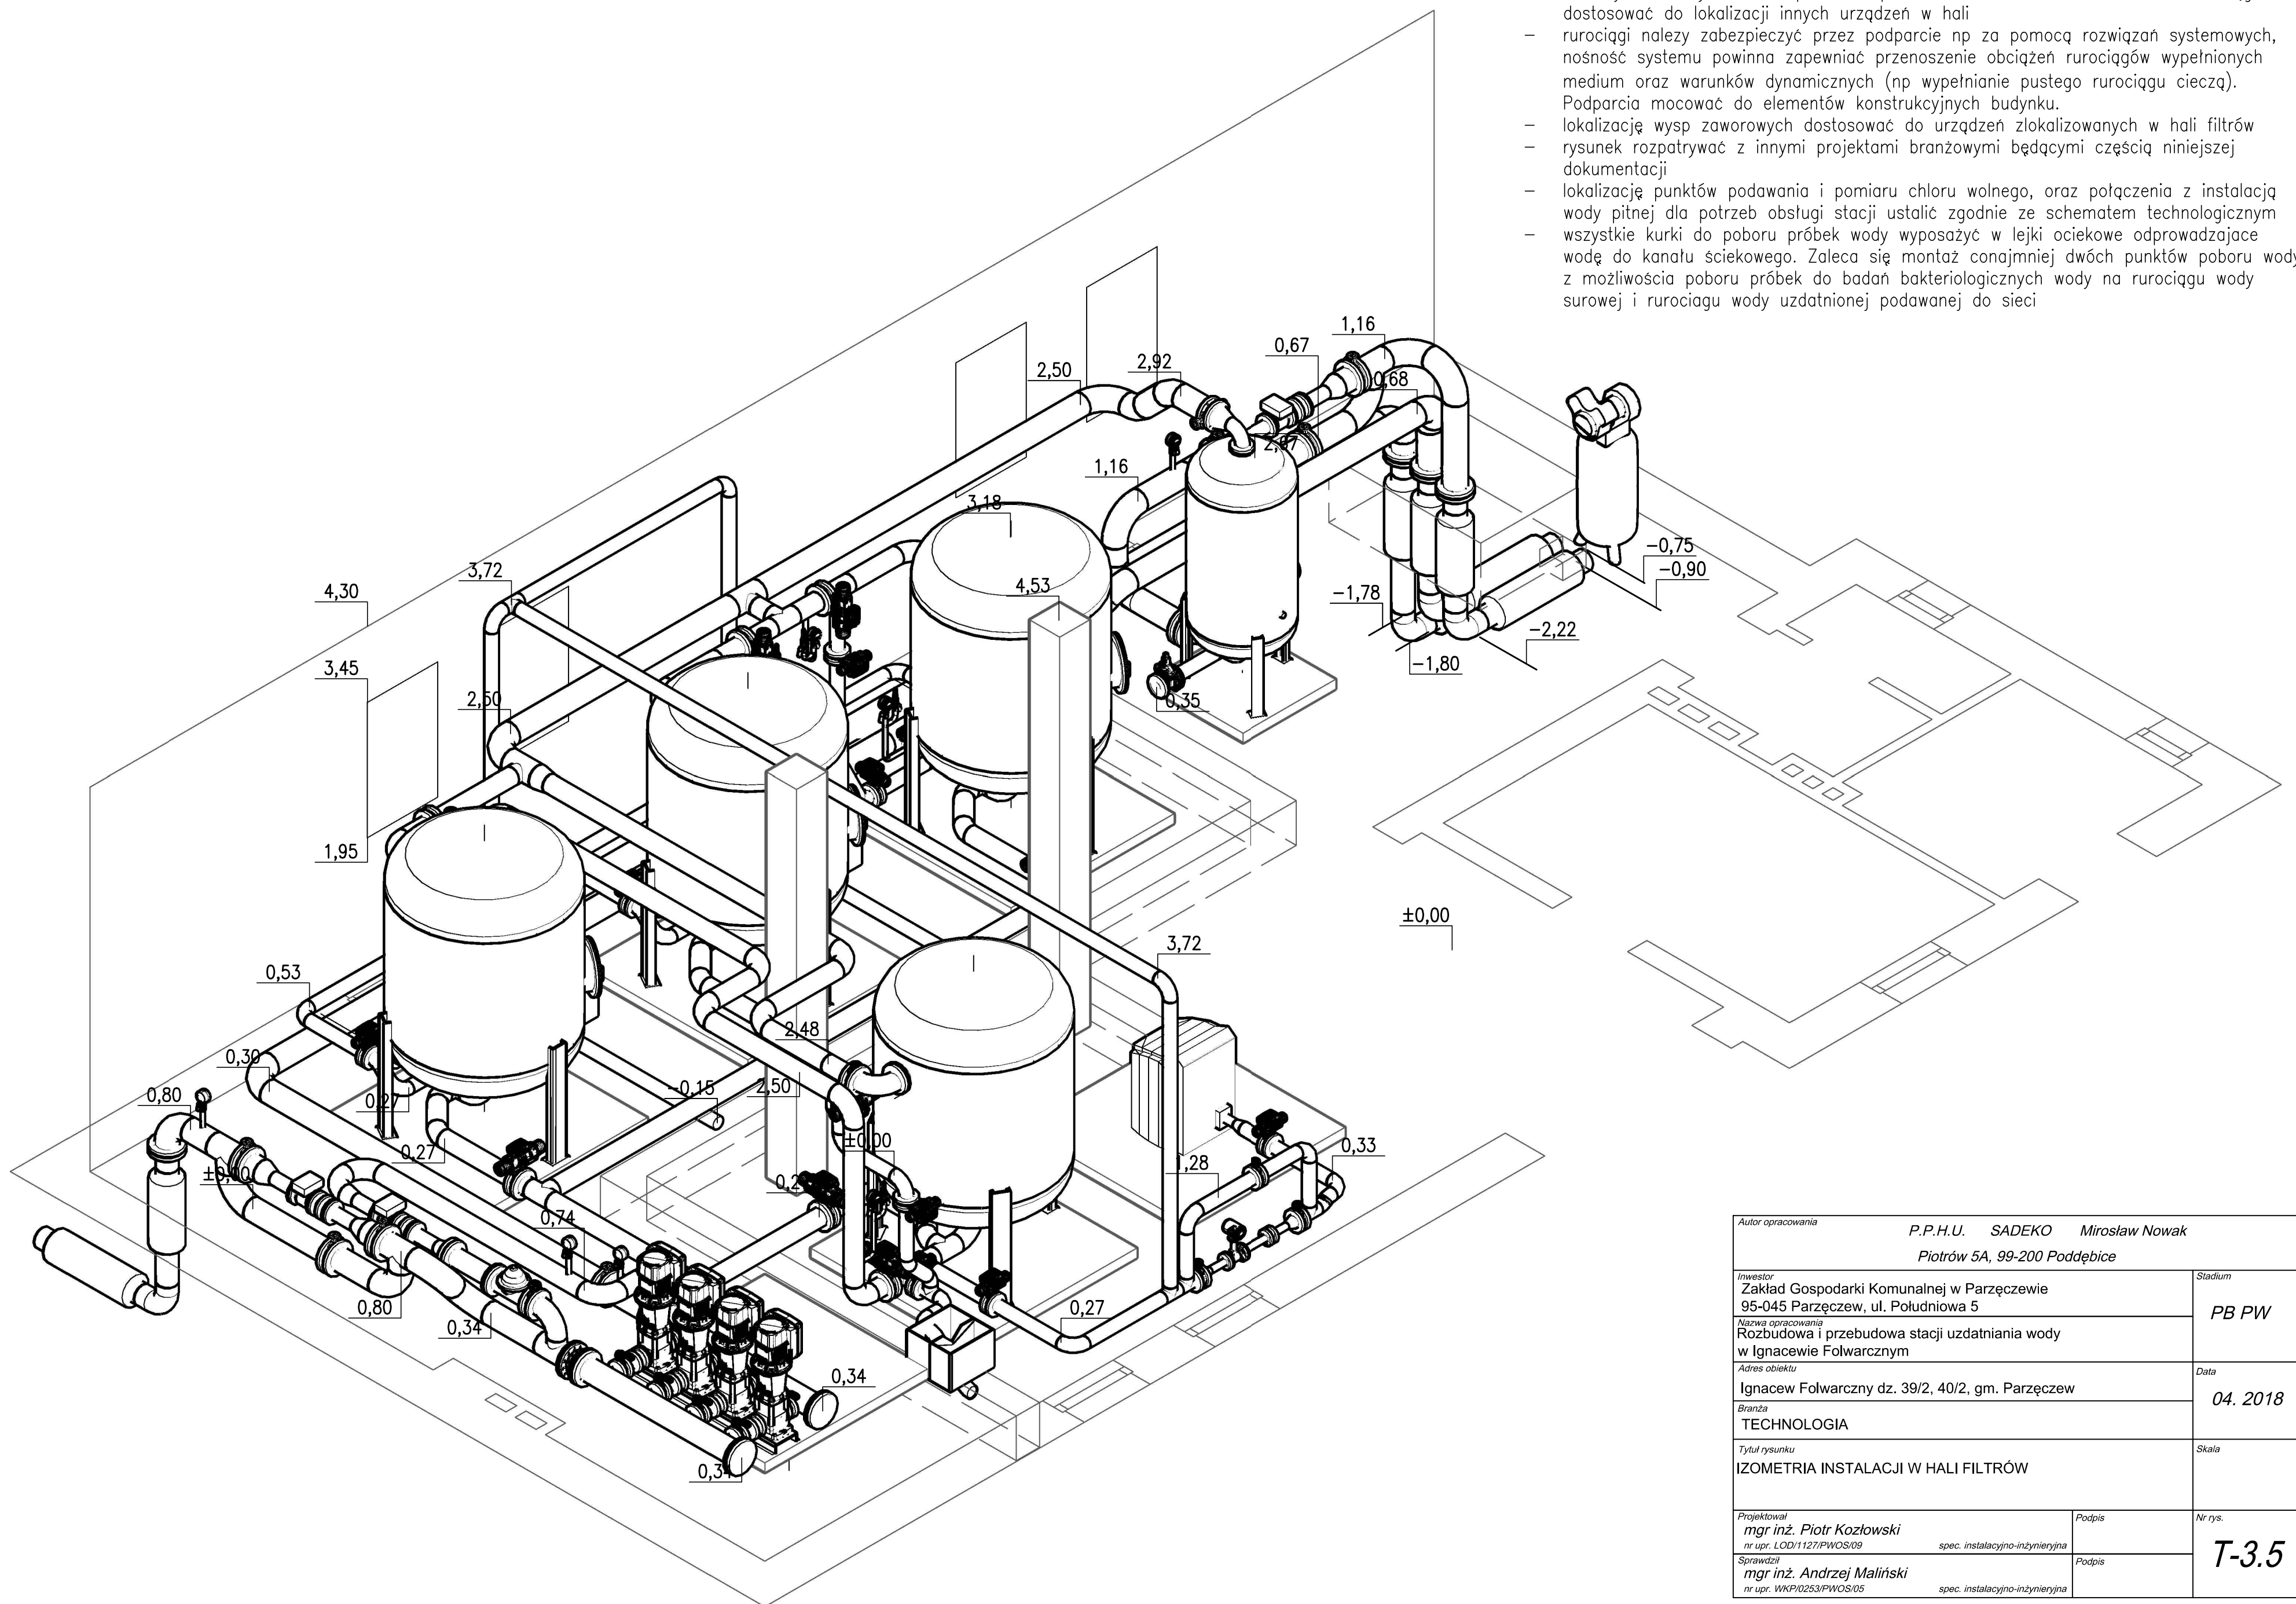 dostosować do lokalizacji innych urządzeń w hali
– rurociągi nalezy zabezpieczyć przez podparcie np za pomocą rozwiązań systemowych,
nośność systemu powinna zapewniać przenoszenie obciążeń rurociągów wypełnionych
medium oraz warunków dynamicznych (np wypełnianie pustego rurociągu cieczą).
Podparcia mocować do elementów konstrukcyjnych budynku.
– lokalizację wysp zaworowych dostosować do urządzeń zlokalizowanych w hali filtrów
– rysunek rozpatrywać z innymi projektami branżowymi będącymi częścią niniejszej
dokumentacji
– lokalizację punktów podawania i pomiaru chloru wolnego, oraz połączenia z instalacją
wody pitnej dla potrzeb obsługi stacji ustalić zgodnie ze schematem technologicznym
– wszystkie kurki do poboru próbek wody wyposażyć w lejki ociekowe odprowadzajace
wodę do kanału ściekowego. Zaleca się montaż conajmniej dwóch punktów poboru wody
z możliwościa poboru próbek do badań bakteriologicznych wody na rurociągu wody
surowej i rurociagu wody uzdatnionej podawanej do sieci
1,16
0,67
2,92
2,50
0,68
1,16
3,18
−0,75
−0,90
3,72
4,53
4,30
−1,78
−2,22
−1,80
3,45
2,50
0,35
1,95
±0,00
3,72
0,53
2,48
0,30
2,50
−0,15
0,80
0,27
±0,00
0,33
0,27
1,28
±0,00
0,74
0,27
0,80
0,34
0,34
0,34
Autor opracowania
P.P.H.U. SADEKO Mirosław Nowak
Piotrów 5A, 99-200 Poddębice
Inwestor
Zakład Gospodarki Komunalnej w Parzęczewie
95-045 Parzęczew, ul. Południowa 5
Stadium
PB PW
Nazwa opracowania
Rozbudowa i przebudowa stacji uzdatniania wody
w Ignacewie Folwarcznym
Adres obiektu
Ignacew Folwarczny dz. 39/2, 40/2, gm. Parzęczew
Data
04. 2018
Branża
TECHNOLOGIA
Tytuł rysunku
IZOMETRIA INSTALACJI W HALI FILTRÓW
Skala
Projektował
mgr inż. Piotr Kozłowski
nr upr. LOD/1127/PWOS/09 spec. instalacyjno-inżynieryjna
Podpis
Nr rys.
T-3.5
Sprawdził
mgr inż. Andrzej Maliński
nr upr. WKP/0253/PWOS/05 spec. instalacyjno-inżynieryjna
Podpis